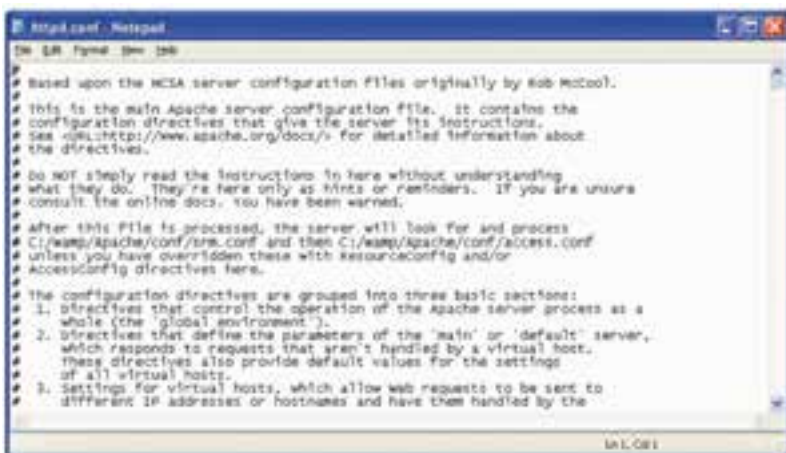 httpd.conf - Notepad
File Edit Format View Help
#
# Based upon the NCSA server configuration files originally by Rob McCool.
#
# This is the main Apache server configuration file. It contains the
# configuration directives that give the server its instructions.
# See <URL:http://www.apache.org/docs/> for detailed information about
# the directives.
#
# Do NOT simply read the instructions in here without understanding
# what they do. They're here only as hints or reminders. If you are unsure
# consult the online docs. You have been warned.
#
# After this file is processed, the server will look for and process
# C:/wamp/Apache/conf/srm.conf and then C:/wamp/Apache/conf/access.conf
# unless you have overridden these with ResourceConfig and/or
# AccessConfig directives here.
#
# The configuration directives are grouped into three basic sections:
# 1. Directives that control the operation of the Apache server process as a
# whole (the 'global environment').
# 2. Directives that define the parameters of the 'main' or 'default' server,
# which responds to requests that aren't handled by a virtual host.
# These directives also provide default values for the settings
# of all virtual hosts.
# 3. Settings for virtual hosts, which allow Web requests to be sent to
# different IP addresses or hostnames and have them handled by the
Ln 1, Col 1